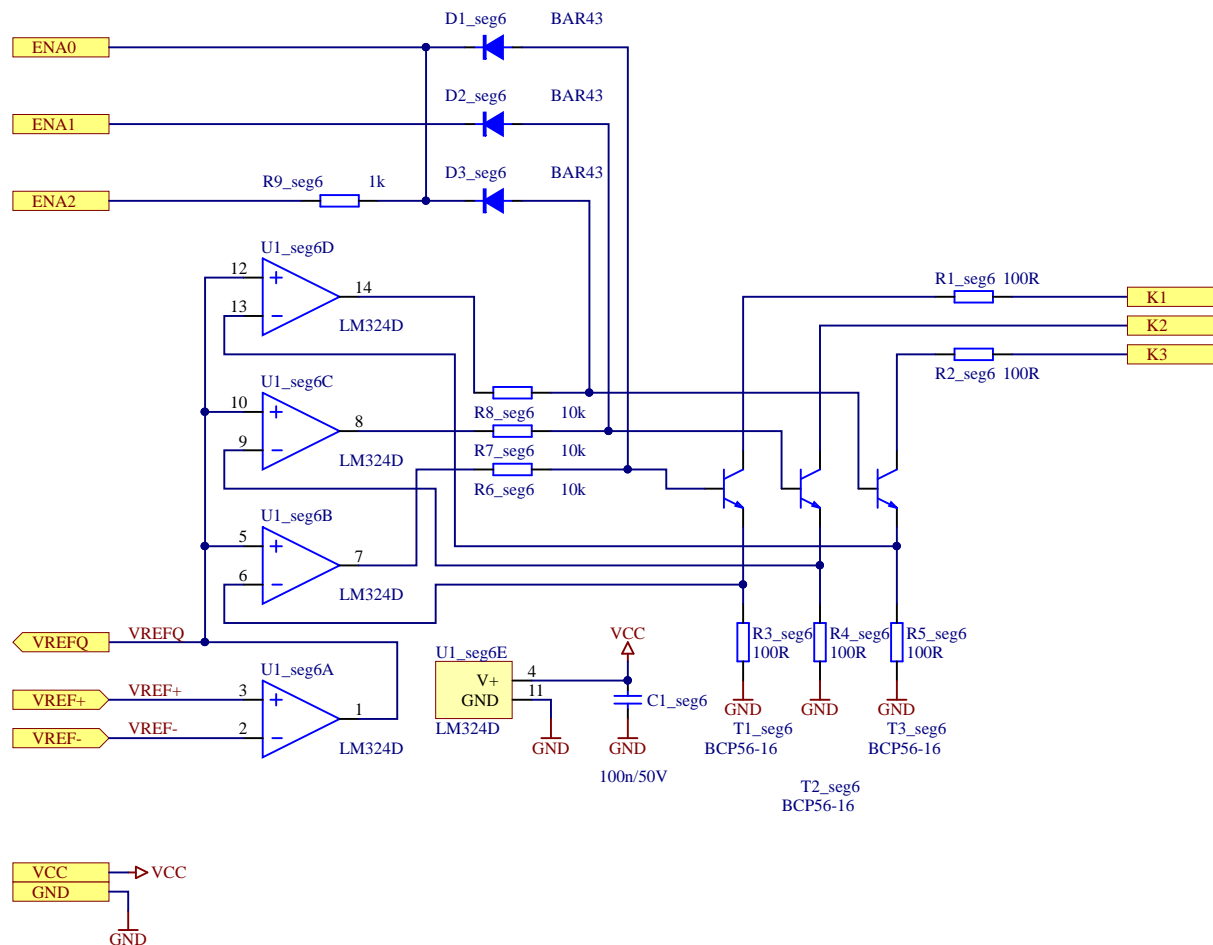 D1_seg6 BAR43
ENA0
D2_seg6 BAR43
ENA1
D3_seg6 BAR43
R9_seg6 1k
ENA2
U1_seg6D
12
14
13
LM324D
R1_seg6 100R
K1
K2
K3
R2_seg6 100R
U1_seg6C
10
8
9
LM324D
R8_seg6 10k
R7_seg6 10k
R6_seg6 10k
U1_seg6B
5
7
6
LM324D
VREFQ VREFQ
U1_seg6A
VREF+ VREF+ 3
1
VREF- VREF- 2
LM324D
U1_seg6E
V+ 4
GND 11
LM324D
GND
VCC
C1_seg6
GND
100n/50V
R3_seg6 R4_seg6 R5_seg6
100R 100R 100R
GND GND GND
T1_seg6 T3_seg6
BCP56-16 BCP56-16
T2_seg6
BCP56-16
VCC VCC
GND
GND